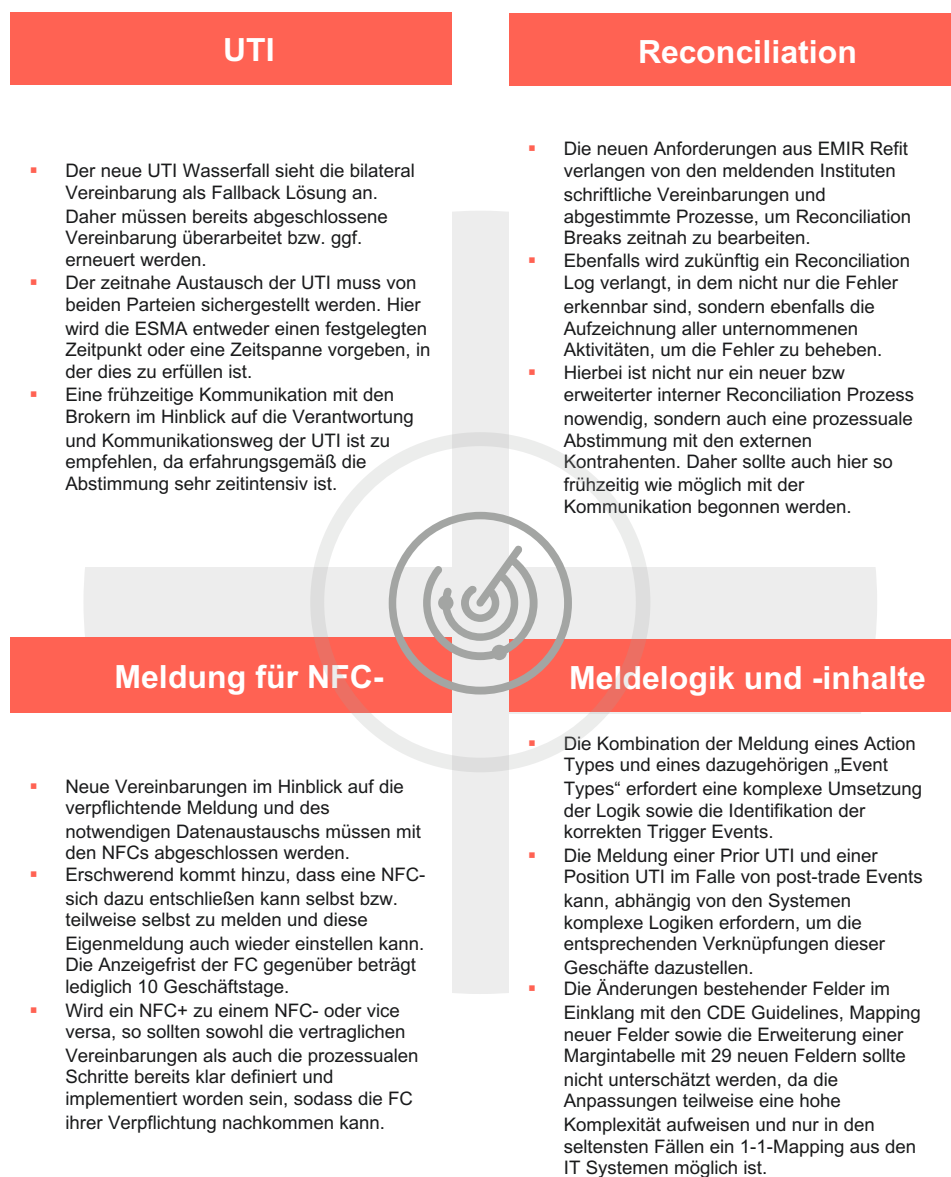 UTI
▪ Der neue UTI Wasserfall sieht die bilateral
Vereinbarung als Fallback Lösung an.
Daher müssen bereits abgeschlossene
Vereinbarung überarbeitet bzw. ggf.
erneuert werden.
▪ Der zeitnahe Austausch der UTI muss von
beiden Parteien sichergestellt werden. Hier
wird die ESMA entweder einen festgelegten
Zeitpunkt oder eine Zeitspanne vorgeben, in
der dies zu erfüllen ist.
▪ Eine frühzeitige Kommunikation mit den
Brokern im Hinblick auf die Verantwortung
und Kommunikationsweg der UTI ist zu
empfehlen, da erfahrungsgemäß die
Abstimmung sehr zeitintensiv ist.
Reconciliation
▪ Die neuen Anforderungen aus EMIR Refit
verlangen von den meldenden Instituten
schriftliche Vereinbarungen und
abgestimmte Prozesse, um Reconciliation
Breaks zeitnah zu bearbeiten.
▪ Ebenfalls wird zukünftig ein Reconciliation
Log verlangt, in dem nicht nur die Fehler
erkennbar sind, sondern ebenfalls die
Aufzeichnung aller unternommenen
Aktivitäten, um die Fehler zu beheben.
▪ Hierbei ist nicht nur ein neuer bzw
erweiterter interner Reconciliation Prozess
nowendig, sondern auch eine prozessuale
Abstimmung mit den externen
Kontrahenten. Daher sollte auch hier so
frühzeitig wie möglich mit der
Kommunikation begonnen werden.
Meldung für NFC-
▪ Neue Vereinbarungen im Hinblick auf die
verpflichtende Meldung und des
notwendigen Datenaustauschs müssen mit
den NFCs abgeschlossen werden.
▪ Erschwerend kommt hinzu, dass eine NFC-
sich dazu entschließen kann selbst bzw.
teilweise selbst zu melden und diese
Eigenmeldung auch wieder einstellen kann.
Die Anzeigefrist der FC gegenüber beträgt
lediglich 10 Geschäftstage.
▪ Wird ein NFC+ zu einem NFC- oder vice
versa, so sollten sowohl die vertraglichen
Vereinbarungen als auch die prozessualen
Schritte bereits klar definiert und
implementiert worden sein, sodass die FC
ihrer Verpflichtung nachkommen kann.
Meldelogik und -inhalte
▪ Die Kombination der Meldung eines Action
Types und eines dazugehörigen „Event
Types“ erfordert eine komplexe Umsetzung
der Logik sowie die Identifikation der
korrekten Trigger Events.
▪ Die Meldung einer Prior UTI und einer
Position UTI im Falle von post-trade Events
kann, abhängig von den Systemen
komplexe Logiken erfordern, um die
entsprechenden Verknüpfungen dieser
Geschäfte dazustellen.
▪ Die Änderungen bestehender Felder im
Einklang mit den CDE Guidelines, Mapping
neuer Felder sowie die Erweiterung einer
Margintabelle mit 29 neuen Feldern sollte
nicht unterschätzt werden, da die
Anpassungen teilweise eine hohe
Komplexität aufweisen und nur in den
seltensten Fällen ein 1-1-Mapping aus den
IT Systemen möglich ist.